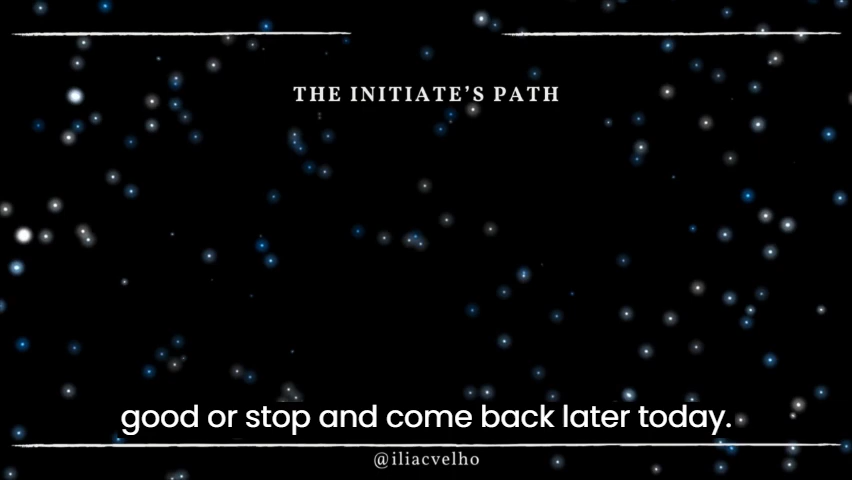 THE INITIATE'S PATH
good or stop and come back later today.
@iliacvelho